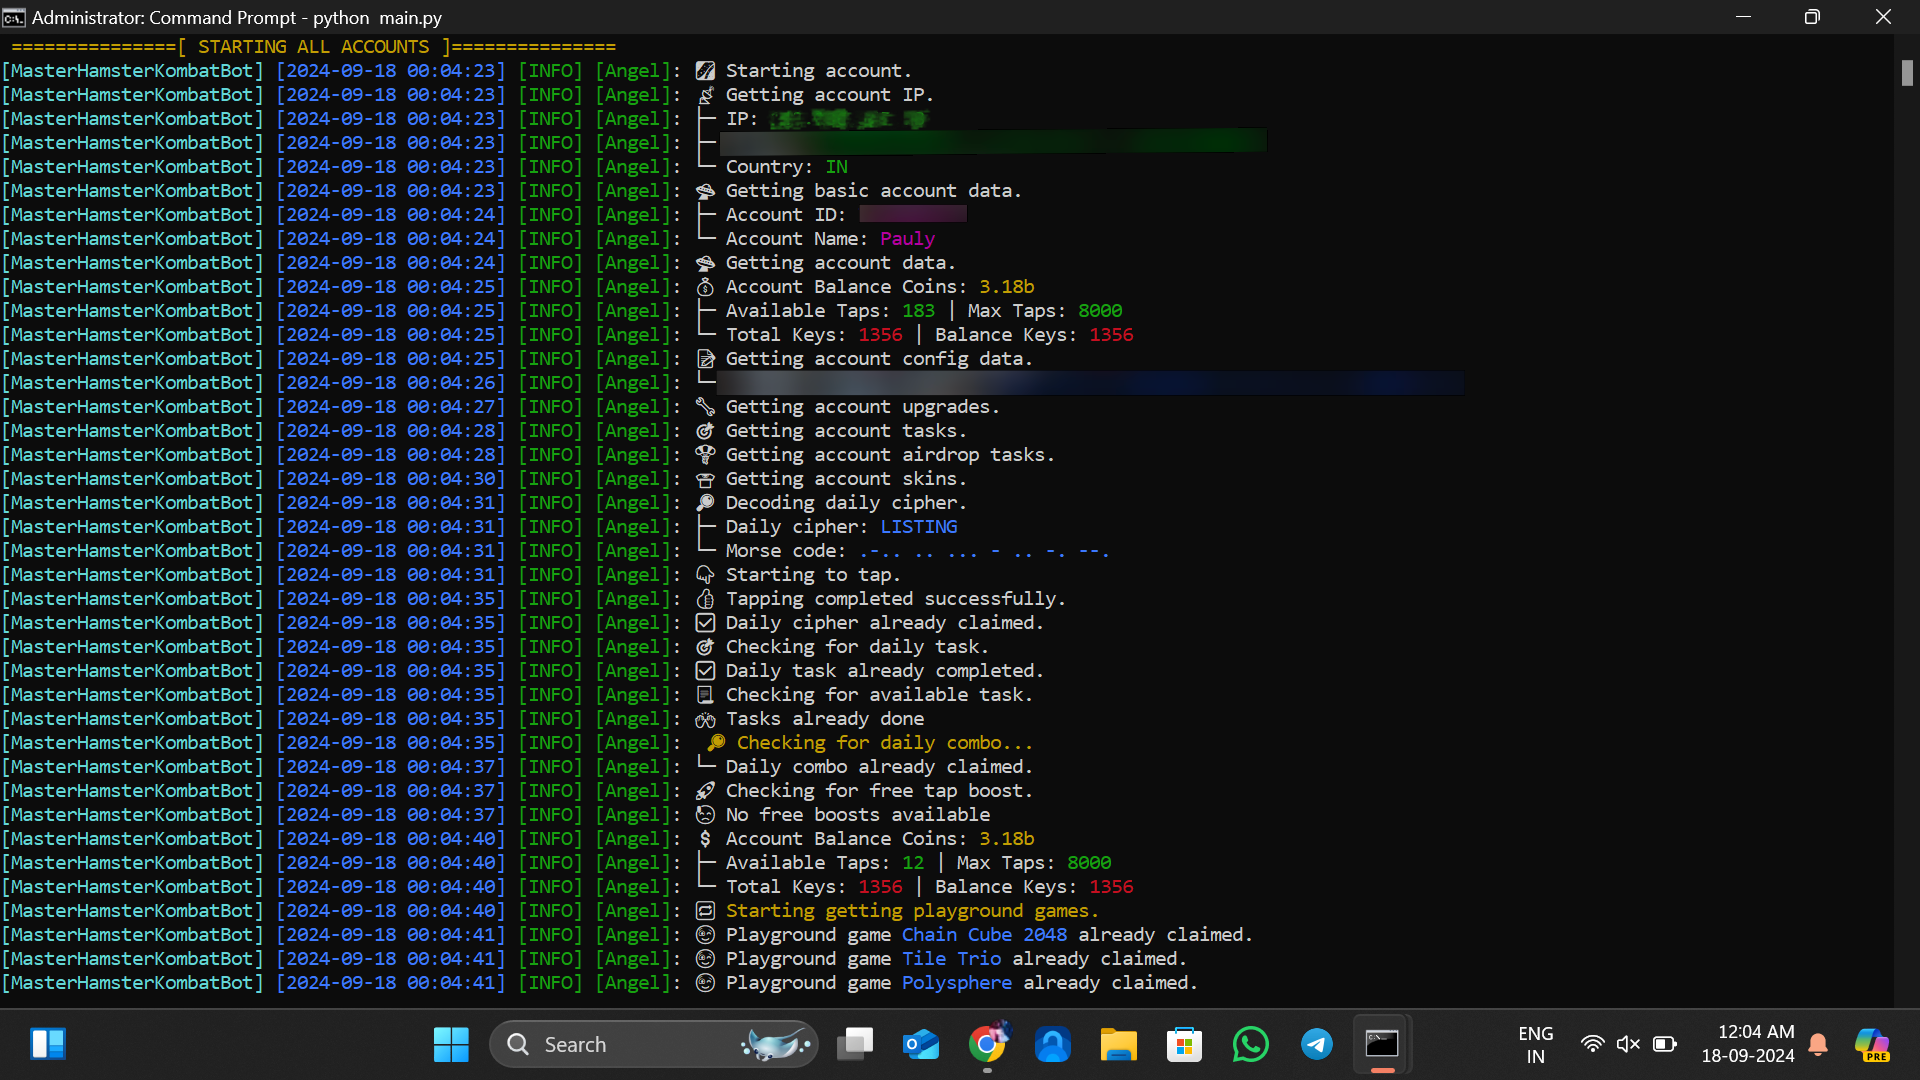 Administrator: Command Prompt - python  main.py
===============[ STARTING ALL ACCOUNTS ]===============
[MasterHamsterKombatBot] [2024-09-18 00:04:23] [INFO] [Angel]: Starting account.
[MasterHamsterKombatBot] [2024-09-18 00:04:23] [INFO] [Angel]: Getting account IP.
[MasterHamsterKombatBot] [2024-09-18 00:04:23] [INFO] [Angel]: ├─ IP:
[MasterHamsterKombatBot] [2024-09-18 00:04:23] [INFO] [Angel]: ├─
[MasterHamsterKombatBot] [2024-09-18 00:04:23] [INFO] [Angel]: └─ Country: IN
[MasterHamsterKombatBot] [2024-09-18 00:04:23] [INFO] [Angel]: Getting basic account data.
[MasterHamsterKombatBot] [2024-09-18 00:04:24] [INFO] [Angel]: ├─ Account ID:
[MasterHamsterKombatBot] [2024-09-18 00:04:24] [INFO] [Angel]: └─ Account Name: Pauly
[MasterHamsterKombatBot] [2024-09-18 00:04:24] [INFO] [Angel]: Getting account data.
[MasterHamsterKombatBot] [2024-09-18 00:04:25] [INFO] [Angel]: Account Balance Coins: 3.18b
[MasterHamsterKombatBot] [2024-09-18 00:04:25] [INFO] [Angel]: ├─ Available Taps: 183 | Max Taps: 8000
[MasterHamsterKombatBot] [2024-09-18 00:04:25] [INFO] [Angel]: └─ Total Keys: 1356 | Balance Keys: 1356
[MasterHamsterKombatBot] [2024-09-18 00:04:25] [INFO] [Angel]: Getting account config data.
[MasterHamsterKombatBot] [2024-09-18 00:04:26] [INFO] [Angel]: └─
[MasterHamsterKombatBot] [2024-09-18 00:04:27] [INFO] [Angel]: Getting account upgrades.
[MasterHamsterKombatBot] [2024-09-18 00:04:28] [INFO] [Angel]: Getting account tasks.
[MasterHamsterKombatBot] [2024-09-18 00:04:28] [INFO] [Angel]: Getting account airdrop tasks.
[MasterHamsterKombatBot] [2024-09-18 00:04:30] [INFO] [Angel]: Getting account skins.
[MasterHamsterKombatBot] [2024-09-18 00:04:31] [INFO] [Angel]: Decoding daily cipher.
[MasterHamsterKombatBot] [2024-09-18 00:04:31] [INFO] [Angel]: ├─ Daily cipher: LISTING
[MasterHamsterKombatBot] [2024-09-18 00:04:31] [INFO] [Angel]: └─ Morse code: .-.. .. ... - .. -. --.
[MasterHamsterKombatBot] [2024-09-18 00:04:31] [INFO] [Angel]: Starting to tap.
[MasterHamsterKombatBot] [2024-09-18 00:04:35] [INFO] [Angel]: Tapping completed successfully.
[MasterHamsterKombatBot] [2024-09-18 00:04:35] [INFO] [Angel]: Daily cipher already claimed.
[MasterHamsterKombatBot] [2024-09-18 00:04:35] [INFO] [Angel]: Checking for daily task.
[MasterHamsterKombatBot] [2024-09-18 00:04:35] [INFO] [Angel]: Daily task already completed.
[MasterHamsterKombatBot] [2024-09-18 00:04:35] [INFO] [Angel]: Checking for available task.
[MasterHamsterKombatBot] [2024-09-18 00:04:35] [INFO] [Angel]: Tasks already done
[MasterHamsterKombatBot] [2024-09-18 00:04:35] [INFO] [Angel]: Checking for daily combo...
[MasterHamsterKombatBot] [2024-09-18 00:04:37] [INFO] [Angel]: └─ Daily combo already claimed.
[MasterHamsterKombatBot] [2024-09-18 00:04:37] [INFO] [Angel]: Checking for free tap boost.
[MasterHamsterKombatBot] [2024-09-18 00:04:37] [INFO] [Angel]: No free boosts available
[MasterHamsterKombatBot] [2024-09-18 00:04:40] [INFO] [Angel]: $ Account Balance Coins: 3.18b
[MasterHamsterKombatBot] [2024-09-18 00:04:40] [INFO] [Angel]: ├─ Available Taps: 12 | Max Taps: 8000
[MasterHamsterKombatBot] [2024-09-18 00:04:40] [INFO] [Angel]: └─ Total Keys: 1356 | Balance Keys: 1356
[MasterHamsterKombatBot] [2024-09-18 00:04:40] [INFO] [Angel]: Starting getting playground games.
[MasterHamsterKombatBot] [2024-09-18 00:04:41] [INFO] [Angel]: Playground game Chain Cube 2048 already claimed.
[MasterHamsterKombatBot] [2024-09-18 00:04:41] [INFO] [Angel]: Playground game Tile Trio already claimed.
[MasterHamsterKombatBot] [2024-09-18 00:04:41] [INFO] [Angel]: Playground game Polysphere already claimed.
Search
ENG
IN
12:04 AM
18-09-2024
PRE